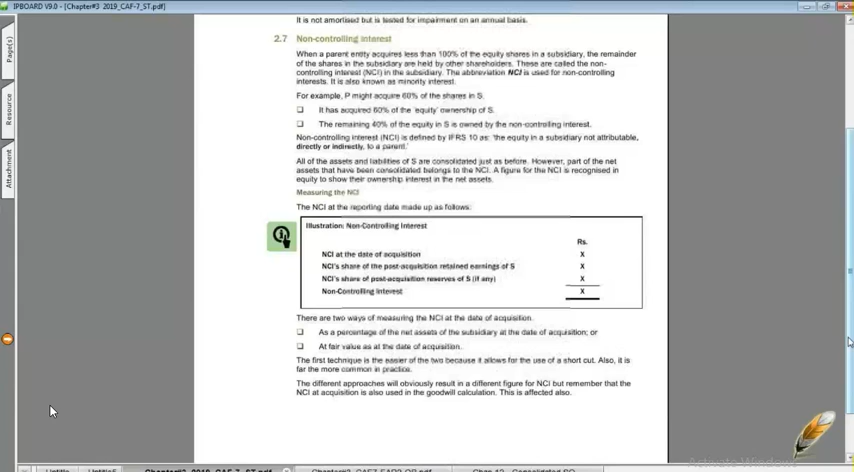 IPBOARD V9.0 - [Chapter#3 2019_CAF-7_ST.pdf]
Page(s)
Resource
Attachment
It is not amortised but is tested for impairment on an annual basis.
2.7 Non-controlling interest
When a parent entity acquires less than 100% of the equity shares in a subsidiary, the remainder
of the shares in the subsidiary are held by other shareholders. These are called the non-
controlling interest (NCI) in the subsidiary. The abbreviation NCI is used for non-controlling
interests. It is also known as minority interest.
For example, P might acquire 60% of the shares in S.
It has acquired 60% of the 'equity' ownership of S.
The remaining 40% of the equity in S is owned by the non-controlling interest.
Non-controlling interest (NCI) is defined by IFRS 10 as: 'the equity in a subsidiary not attributable,
directly or indirectly, to a parent.'
All of the assets and liabilities of S are consolidated just as before. However, part of the net
assets that have been consolidated belongs to the NCI. A figure for the NCI is recognised in
equity to show their ownership interest in the net assets.
Measuring the NCI
The NCI at the reporting date made up as follows:
Illustration: Non-Controlling Interest
Rs.
NCI at the date of acquisition X
NCI's share of the post-acquisition retained earnings of S X
NCI's share of post-acquisition reserves of S (if any) X
Non-Controlling Interest X
There are two ways of measuring the NCI at the date of acquisition.
As a percentage of the net assets of the subsidiary at the date of acquisition; or
At fair value as at the date of acquisition.
The first technique is the easier of the two because it allows for the use of a short cut. Also, it is
far the more common in practice.
The different approaches will obviously result in a different figure for NCI but remember that the
NCI at acquisition is also used in the goodwill calculation. This is affected also.
Activate Windows
Chapter#3 2019_CAF-7_ST.pdf